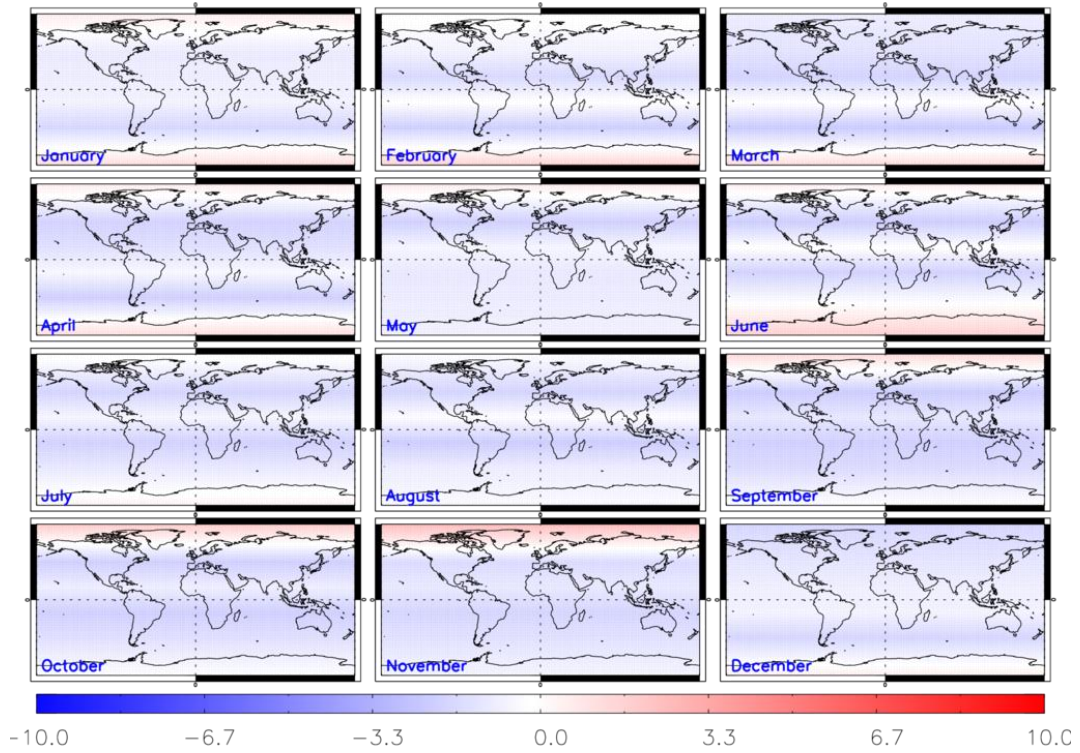 January
February
March
April
May
June
July
August
September
October
November
December
-10.0 -6.7 -3.3 0.0 3.3 6.7 10.0